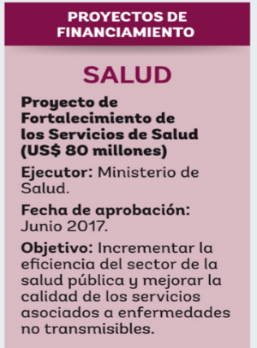 PROYECTOS DE
FINANCIAMIENTO
SALUD
Proyecto de
Fortalecimiento de
los Servicios de Salud
(US$ 80 millones)
Ejecutor: Ministerio de
Salud.
Fecha de aprobación:
Junio 2017.
Objetivo: Incrementar la
eficiencia del sector de la
salud pública y mejorar la
calidad de los servicios
asociados a enfermedades
no transmisibles.